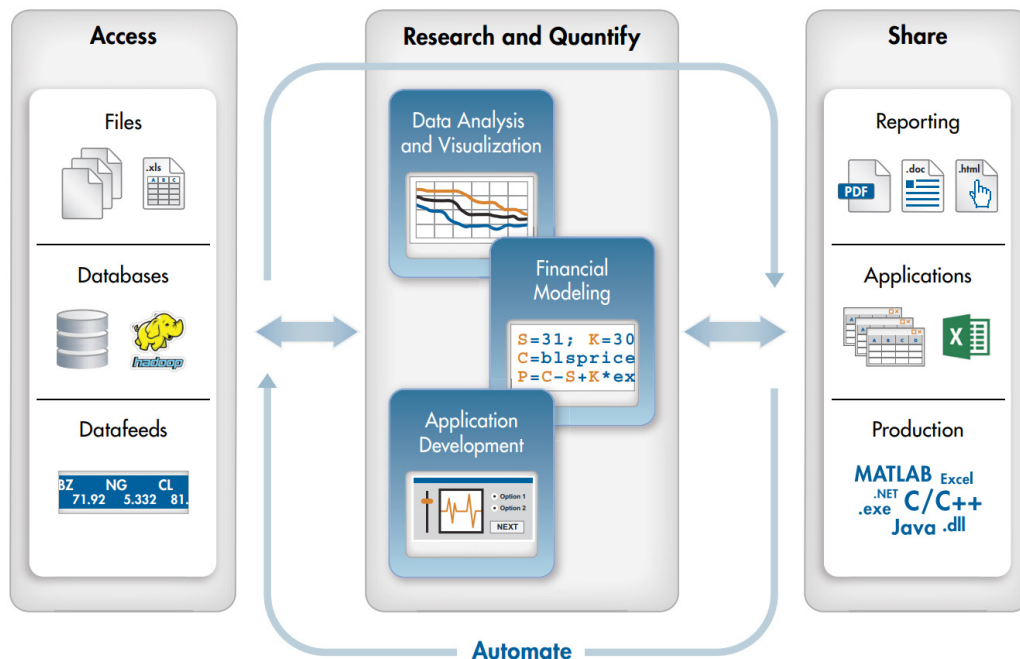 Access
Files
.xls
A B C
Databases
hadoop
Datafeeds
BZ NG CL
71.92 5.332 81.
Research and Quantify
Data Analysis
and Visualization
Financial
Modeling
S=31; K=30
C=blsprice
P=C-S+K*ex
Application
Development
Option 1
Option 2
NEXT
Share
Reporting
PDF
.doc
.html
Applications
A B C D
X
Production
MATLAB Excel
.NET C/C++
.exe
Java .dll
Automate